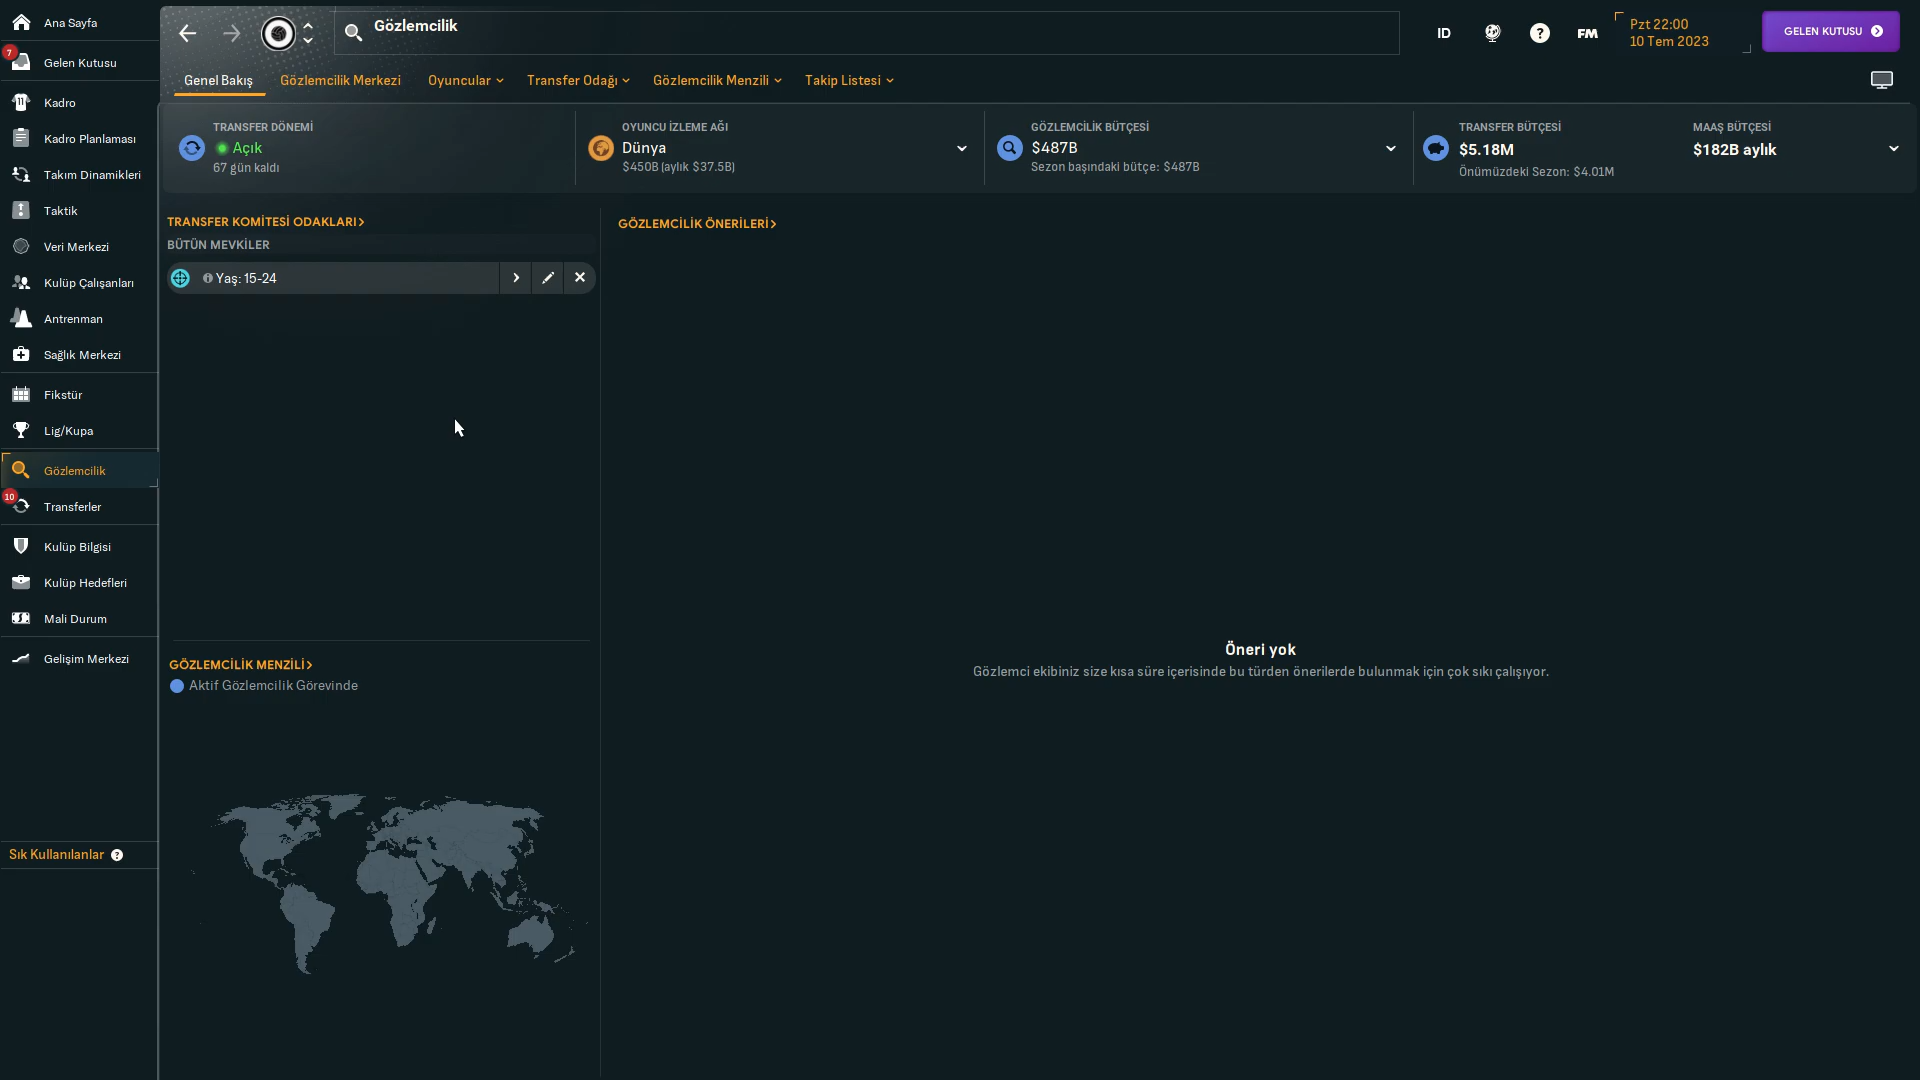 Ana Sayfa
7
Gelen Kutusu
Kadro
Kadro Planlaması
Takım Dinamikleri
Taktik
Veri Merkezi
Kulüp Çalışanları
Antrenman
Sağlık Merkezi
Fikstür
Lig/Kupa
Gözlemcilik
10
Transferler
Kulüp Bilgisi
Kulüp Hedefleri
Mali Durum
Gelişim Merkezi
Sık Kullanılanlar ?
Gözlemcilik
ID
?
FM
Pzt 22:00
10 Tem 2023
GELEN KUTUSU
Genel Bakış
Gözlemcilik Merkezi
Oyuncular
Transfer Odağı
Gözlemcilik Menzili
Takip Listesi
TRANSFER DÖNEMİ
Açık
67 gün kaldı
OYUNCU İZLEME AĞI
Dünya
$450B (aylık $37.5B)
GÖZLEMCİLİK BÜTÇESİ
$487B
Sezon başındaki bütçe: $487B
TRANSFER BÜTÇESİ
$5.18M
Önümüzdeki Sezon: $4.01M
MAAŞ BÜTÇESİ
$182B aylık
TRANSFER KOMİTESİ ODAKLARI>
BÜTÜN MEVKİLER
Yaş: 15-24
GÖZLEMCİLİK MENZİLİ>
Aktif Gözlemcilik Görevinde
GÖZLEMCİLİK ÖNERİLERİ>
Öneri yok
Gözlemci ekibiniz size kısa süre içerisinde bu türden önerilerde bulunmak için çok sıkı çalışıyor.